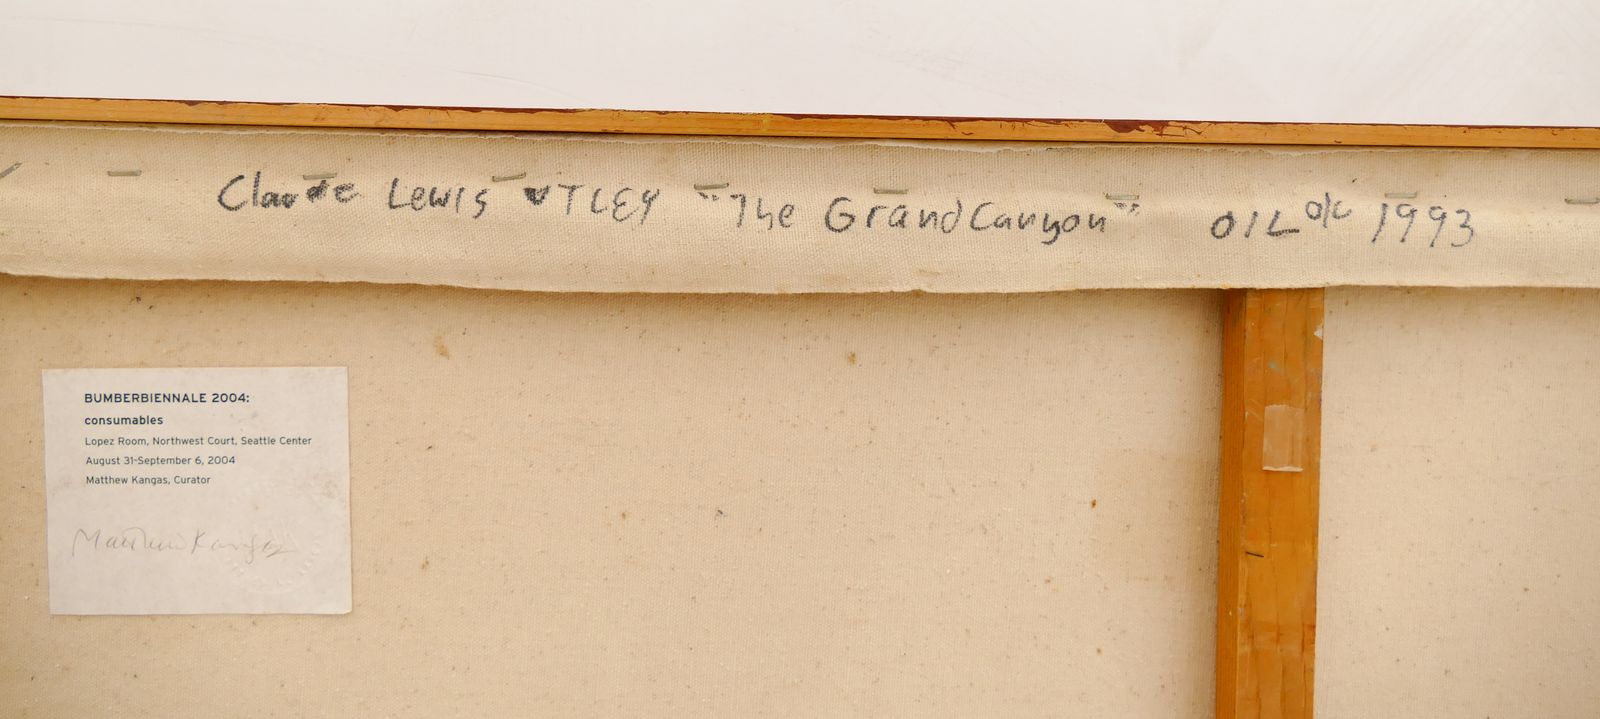 Claude Lewis UTLEY "The Grand Canyon" OIL o/c 1993
BUMBERBIENNALE 2004:
consumables
Lopez Room, Northwest Court, Seattle Center
August 31-September 6, 2004
Matthew Kangas, Curator
Matthew Kangas